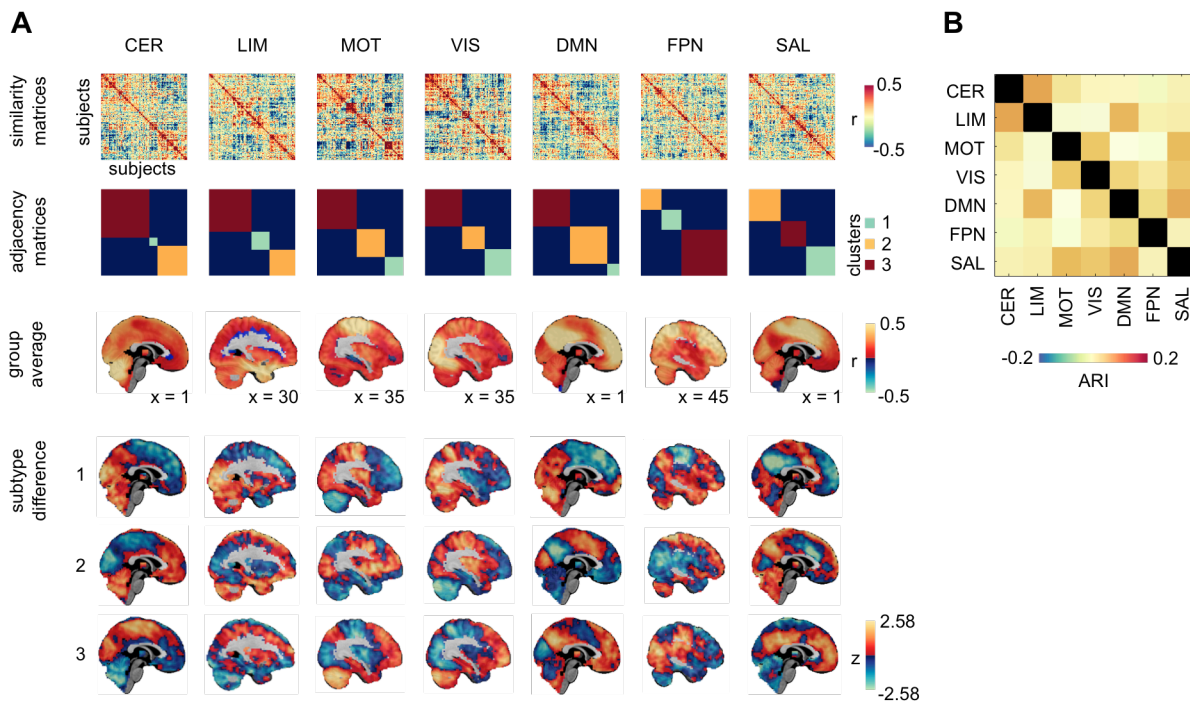 A
B
CER LIM MOT VIS DMN FPN SAL
similarity
matrices
subjects
subjects
0.5
r
-0.5
adjacency
matrices
clusters
1
2
3
group
average
x = 1 x = 30 x = 35 x = 35 x = 1 x = 45 x = 1
0.5
r
-0.5
subtype
difference
1
2
3
2.58
z
-2.58
CER
LIM
MOT
VIS
DMN
FPN
SAL
CER LIM MOT VIS DMN FPN SAL
-0.2 0.2
ARI